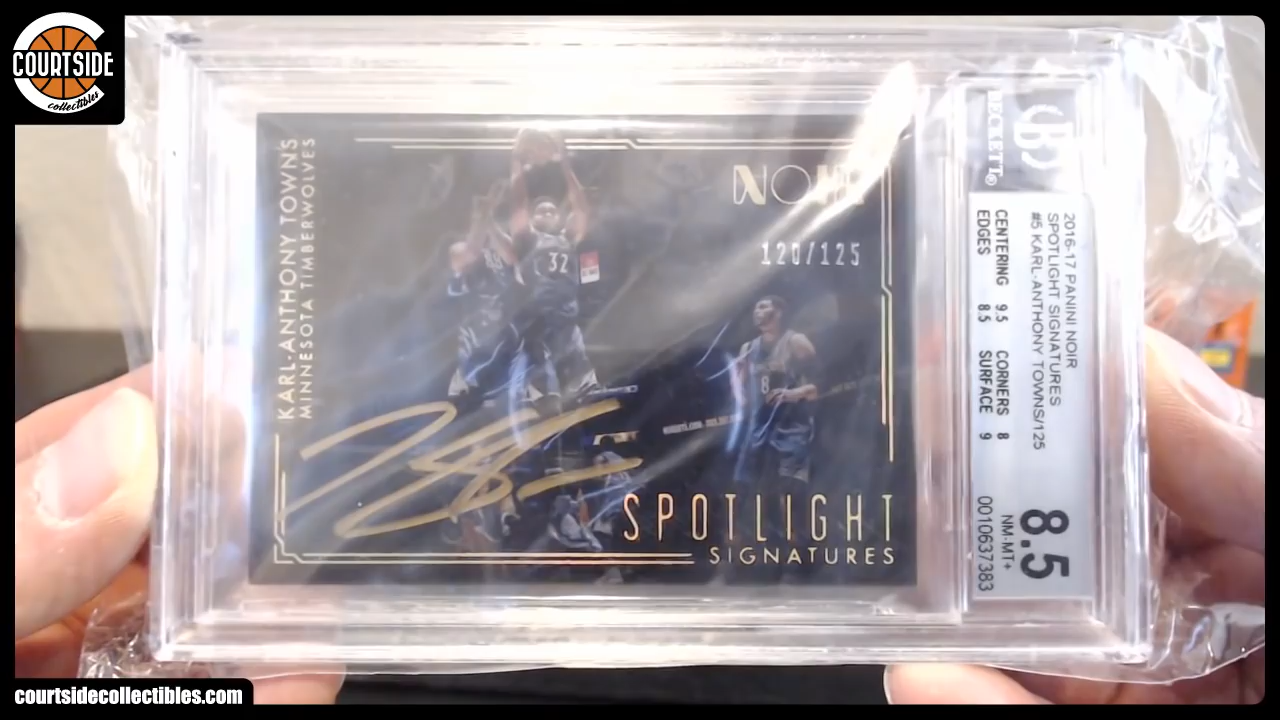 COURTSIDE
collectibles
KARL-ANTHONY TOWNS
MINNESOTA TIMBERWOLVES
NOIR
120/125
32
8
SPOTLIGHT
SIGNATURES
BECKETT®
2016-17 PANINI NOIR
SPOTLIGHT SIGNATURES
#5 KARL-ANTHONY TOWNS/125
CENTERING 9.5 CORNERS 8
EDGES 8.5 SURFACE 9
8.5
NM-MT+
0010637383
courtsidecollectibles.com